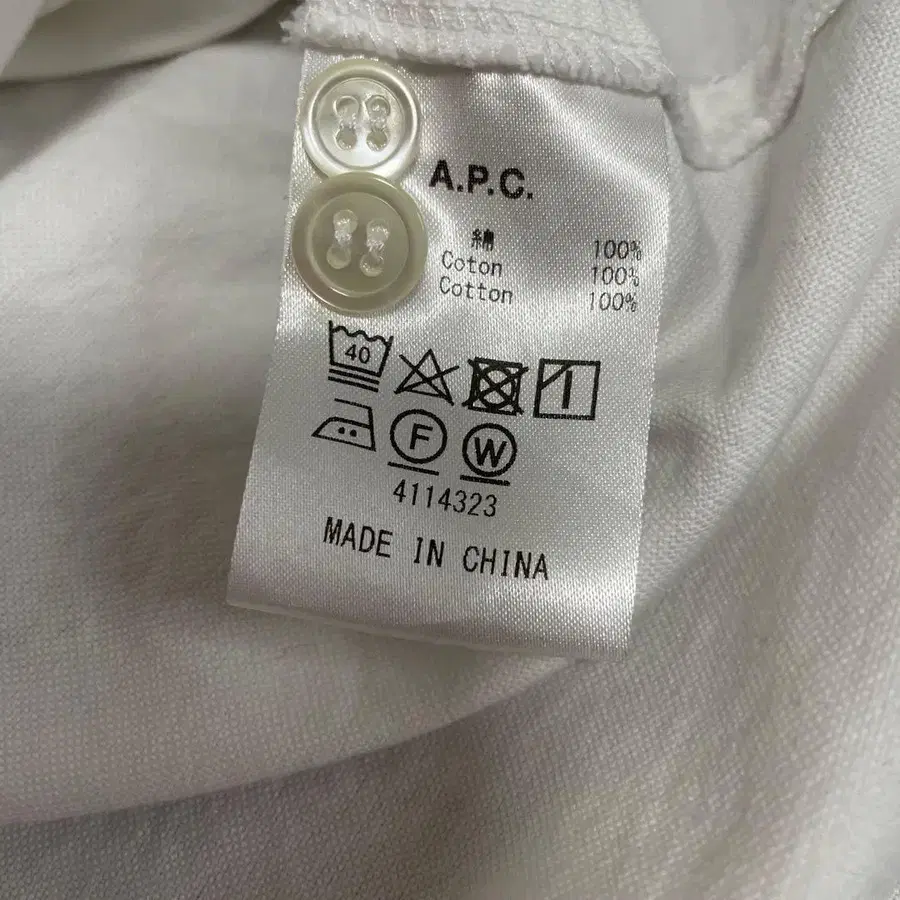 A.P.C.
綿 100%
Coton 100%
Cotton 100%
40
F W
4114323
MADE IN CHINA